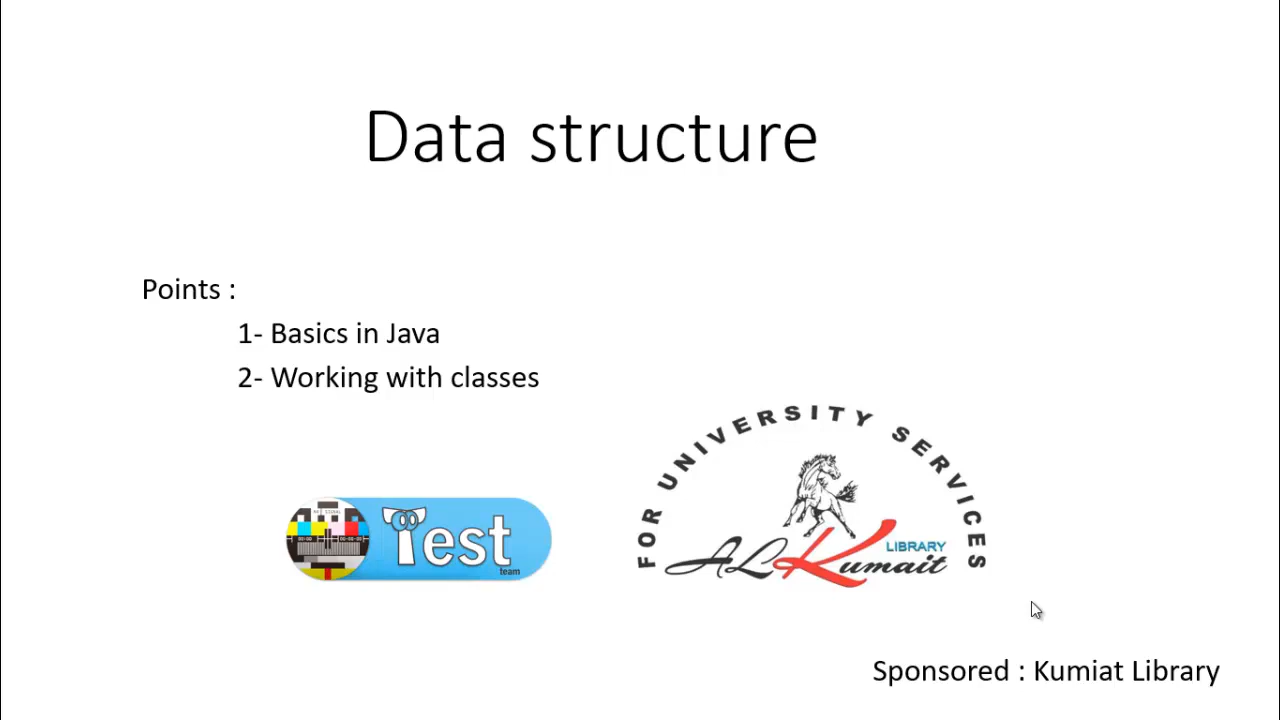 Data structure
Points :
1- Basics in Java
2- Working with classes
FOR UNIVERSITY SERVICES
Test
team
LIBRARY
AL Kumait
Sponsored : Kumiat Library